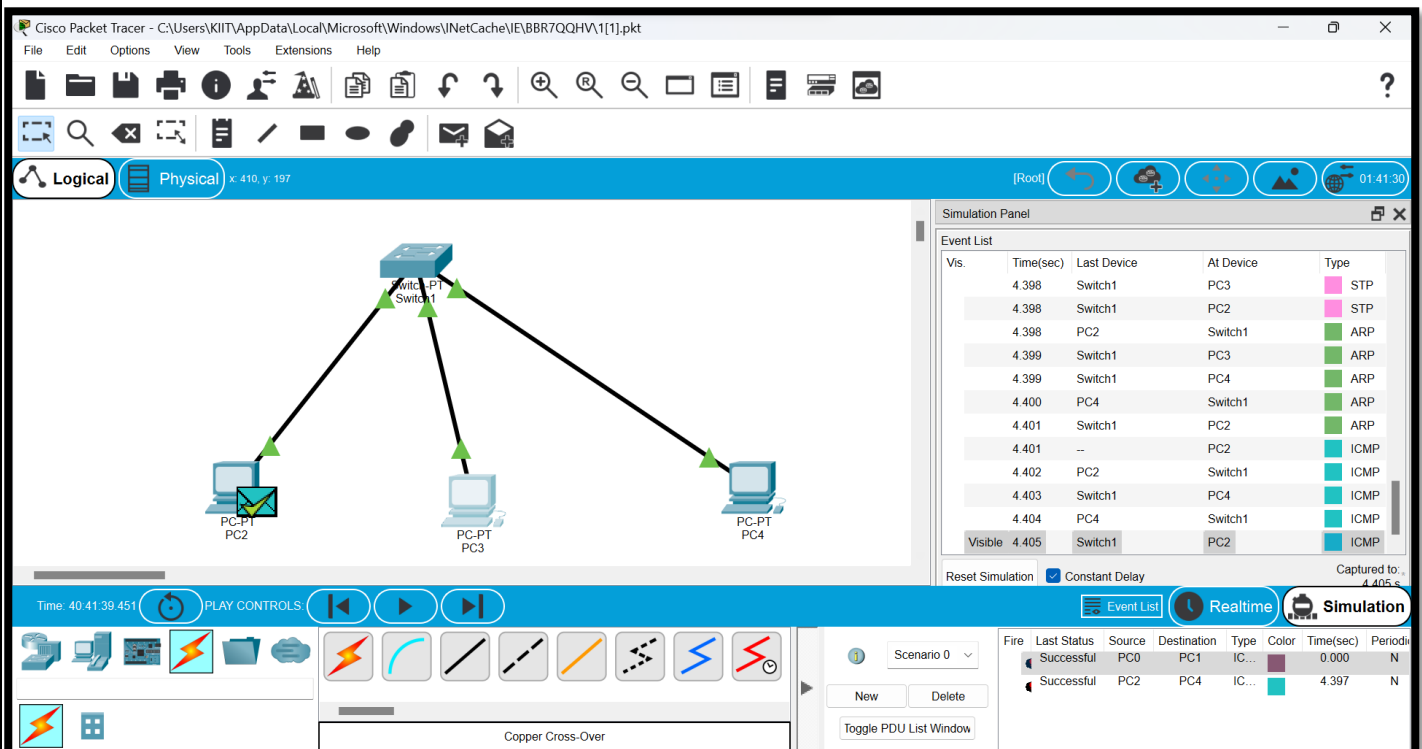 Cisco Packet Tracer - C:\Users\KIIT\AppData\Local\Microsoft\Windows\INetCache\IE\BBR7QQHV\1[1].pkt
File Edit Options View Tools Extensions Help
Logical Physical x: 410, y: 197 [Root] 01:41:30
Switch-PT
Switch1
PC-PT
PC2
PC-PT
PC3
PC-PT
PC4
Simulation Panel
Event List
Vis. Time(sec) Last Device At Device Type
4.398 Switch1 PC3 STP
4.398 Switch1 PC2 STP
4.398 PC2 Switch1 ARP
4.399 Switch1 PC3 ARP
4.399 Switch1 PC4 ARP
4.400 PC4 Switch1 ARP
4.401 Switch1 PC2 ARP
4.401 -- PC2 ICMP
4.402 PC2 Switch1 ICMP
4.403 Switch1 PC4 ICMP
4.404 PC4 Switch1 ICMP
Visible 4.405 Switch1 PC2 ICMP
Reset Simulation Constant Delay Captured to:
4.405 s
Time: 40:41:39.451 PLAY CONTROLS: Event List Realtime Simulation
Scenario 0
New Delete
Toggle PDU List Window
Fire Last Status Source Destination Type Color Time(sec) Periodic
Successful PC0 PC1 IC... 0.000 N
Successful PC2 PC4 IC... 4.397 N
Copper Cross-Over